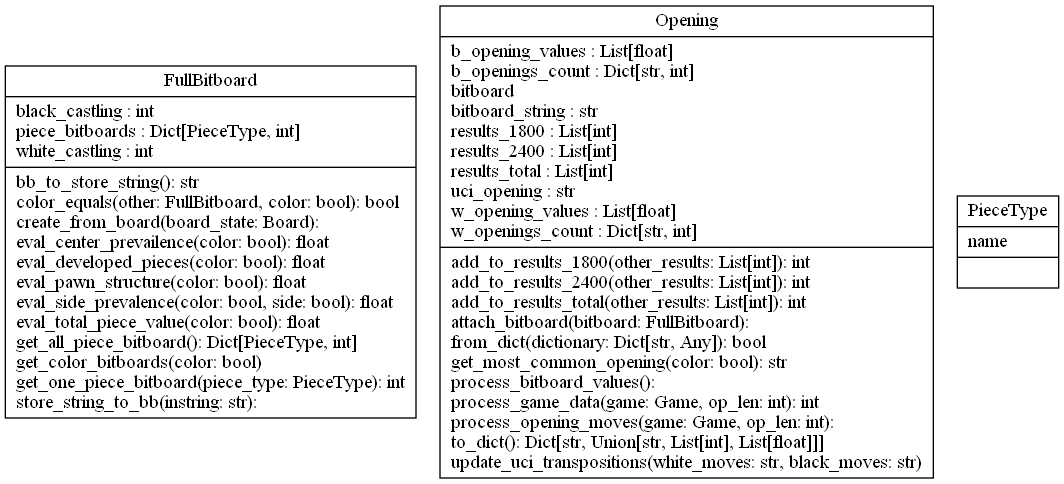 FullBitboard
black_castling : int
piece_bitboards : Dict[PieceType, int]
white_castling : int
bb_to_store_string(): str
color_equals(other: FullBitboard, color: bool): bool
create_from_board(board_state: Board):
eval_center_prevailence(color: bool): float
eval_developed_pieces(color: bool): float
eval_pawn_structure(color: bool): float
eval_side_prevalence(color: bool, side: bool): float
eval_total_piece_value(color: bool): float
get_all_piece_bitboard(): Dict[PieceType, int]
get_color_bitboards(color: bool)
get_one_piece_bitboard(piece_type: PieceType): int
store_string_to_bb(instring: str):
Opening
b_opening_values : List[float]
b_openings_count : Dict[str, int]
bitboard
bitboard_string : str
results_1800 : List[int]
results_2400 : List[int]
results_total : List[int]
uci_opening : str
w_opening_values : List[float]
w_openings_count : Dict[str, int]
add_to_results_1800(other_results: List[int]): int
add_to_results_2400(other_results: List[int]): int
add_to_results_total(other_results: List[int]): int
attach_bitboard(bitboard: FullBitboard):
from_dict(dictionary: Dict[str, Any]): bool
get_most_common_opening(color: bool): str
process_bitboard_values():
process_game_data(game: Game, op_len: int): int
process_opening_moves(game: Game, op_len: int):
to_dict(): Dict[str, Union[str, List[int], List[float]]]
update_uci_transpositions(white_moves: str, black_moves: str)
PieceType
name